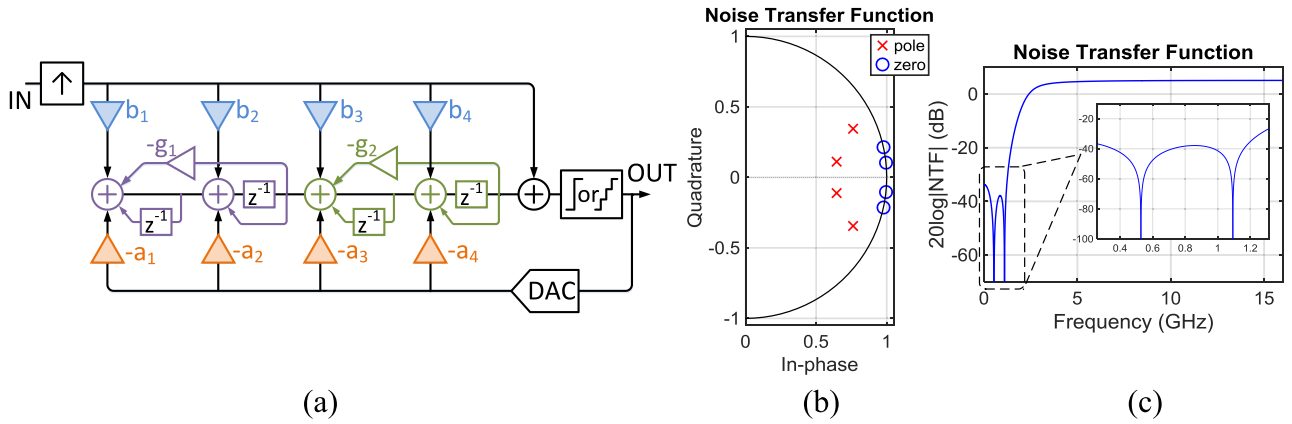 IN
↑
b₁
b₂
b₃
b₄
-g₁
-g₂
z⁻¹
z⁻¹
z⁻¹
z⁻¹
or
OUT
-a₁
-a₂
-a₃
-a₄
DAC
(a)
Noise Transfer Function
pole
zero
Quadrature
1
0.5
0
-0.5
-1
0
0.5
1
In-phase
(b)
Noise Transfer Function
20log|NTF| (dB)
0
-20
-40
-60
0
5
10
15
Frequency (GHz)
-20
-40
-60
-80
-100
0.4
0.6
0.8
1
1.2
(c)